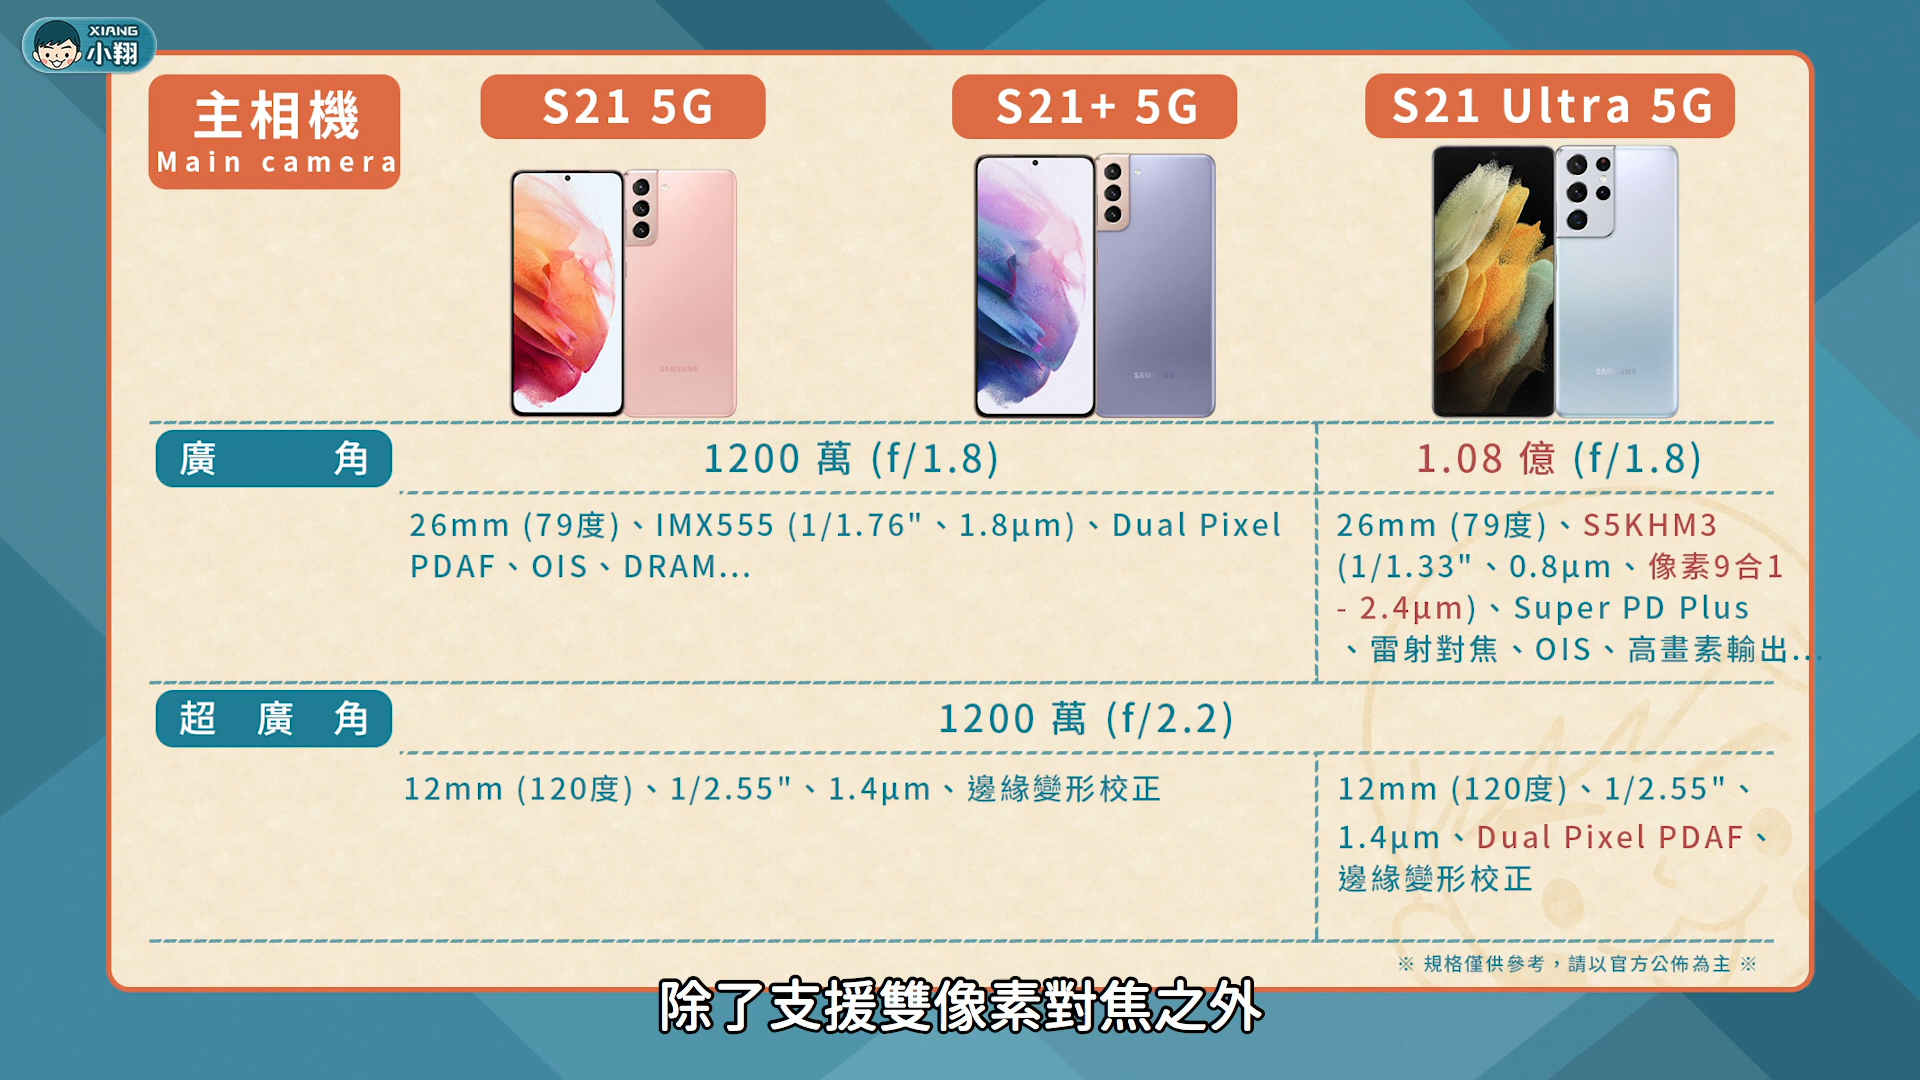 XIANG
小翔
主相機
Main camera
S21 5G
S21+ 5G
S21 Ultra 5G
SAMSUNG
SAMSUNG
SAMSUNG
廣角
1200 萬 (f/1.8)
1.08 億 (f/1.8)
26mm (79度)、IMX555 (1/1.76"、1.8μm)、Dual Pixel
PDAF、OIS、DRAM...
26mm (79度)、S5KHM3
(1/1.33"、0.8μm、像素9合1
- 2.4μm)、Super PD Plus
、雷射對焦、OIS、高畫素輸出...
超廣角
1200 萬 (f/2.2)
12mm (120度)、1/2.55"、1.4μm、邊緣變形校正
12mm (120度)、1/2.55"、
1.4μm、Dual Pixel PDAF、
邊緣變形校正
※ 規格僅供參考，請以官方公佈為主 ※
除了支援雙像素對焦之外